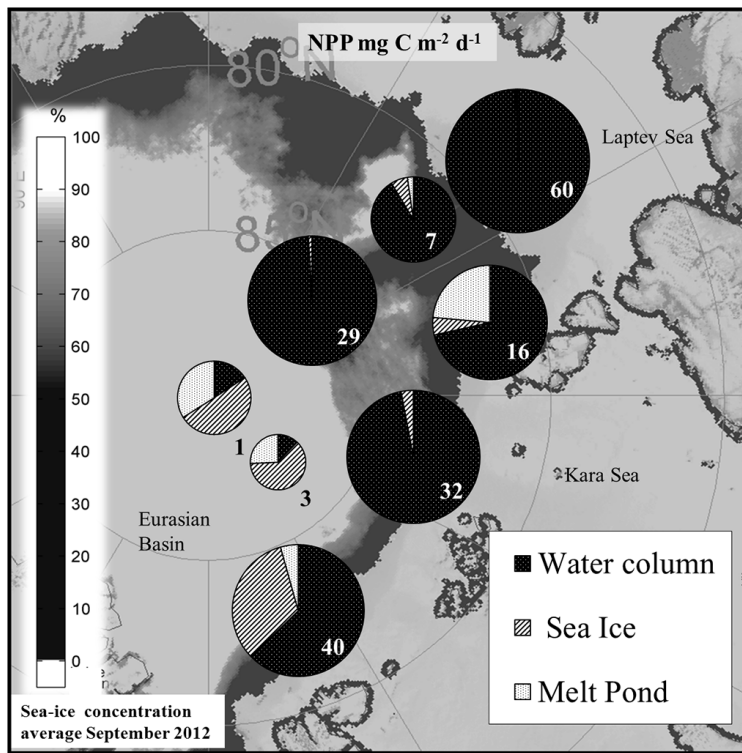 NPP mg C m⁻² d⁻¹
80°N
Laptev Sea
%
100
90
80
70
60
50
40
30
20
10
0
60
7
85°N
29
16
1
3
32
Kara Sea
Eurasian
Basin
40
Water column
Sea Ice
Melt Pond
Sea-ice concentration
average September 2012